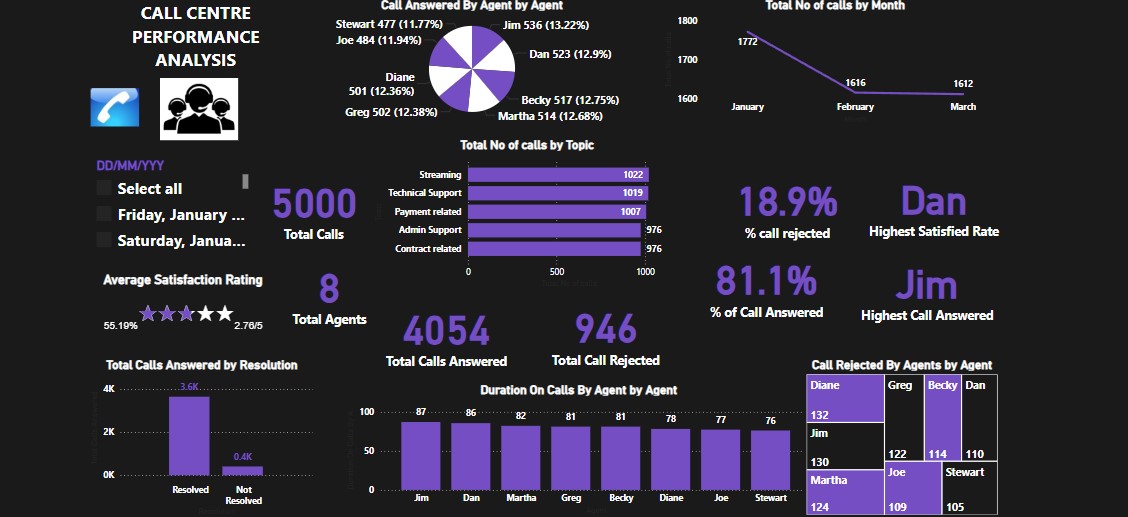 CALL CENTRE
PERFORMANCE
ANALYSIS
Call Answered By Agent by Agent
Stewart 477 (11.77%)
Jim 536 (13.22%)
Joe 484 (11.94%)
Dan 523 (12.9%)
Diane
501 (12.36%)
Becky 517 (12.75%)
Greg 502 (12.38%)
Martha 514 (12.68%)
Total No of calls by Month
1800
1700
1600
1772
1616
1612
January
February
March
DD/MM/YYY
Select all
Friday, January ...
Saturday, Janua...
5000
Total Calls
Total No of calls by Topic
Streaming
1022
Technical Support
1019
Payment related
1007
Admin Support
976
Contract related
976
0
500
1000
18.9%
% call rejected
Dan
Highest Satisfied Rate
Average Satisfaction Rating
55.19%
2.76/5
8
Total Agents
81.1%
% of Call Answered
Jim
Highest Call Answered
4054
Total Calls Answered
946
Total Call Rejected
Total Calls Answered by Resolution
4K
2K
0K
3.6K
0.4K
Resolved
Not
Resolved
Duration On Calls By Agent by Agent
100
50
0
87
86
82
81
81
78
77
76
Jim
Dan
Martha
Greg
Becky
Diane
Joe
Stewart
Call Rejected By Agents by Agent
Diane
132
Jim
130
Martha
124
Greg
122
Becky
114
Dan
110
Joe
109
Stewart
105